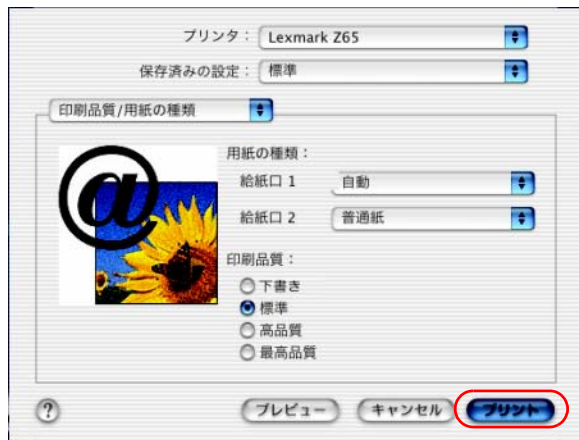 プリンタ： Lexmark Z65
保存済みの設定： 標準
印刷品質/用紙の種類
用紙の種類：
給紙口 1 自動
給紙口 2 普通紙
印刷品質：
下書き
標準
高品質
最高品質
? プレビュー キャンセル プリント